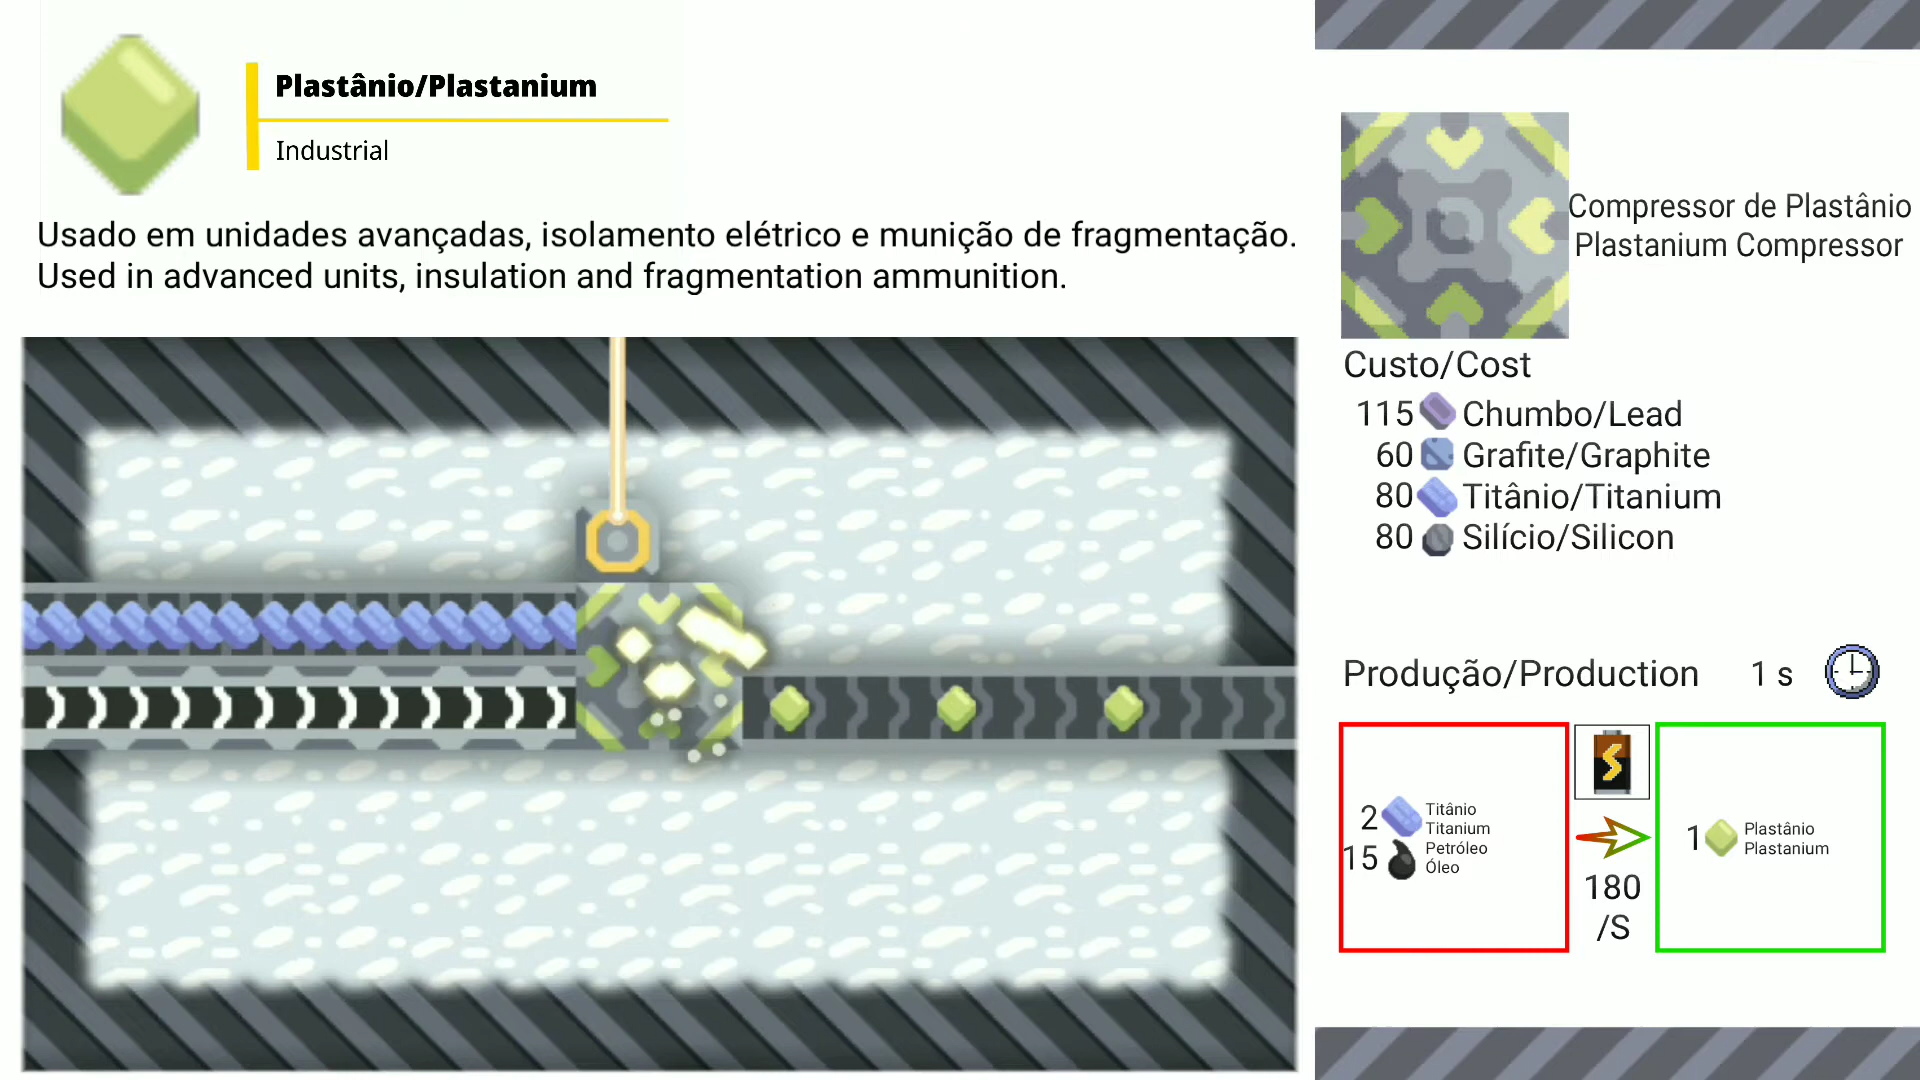 Plastânio/Plastanium
Industrial
Usado em unidades avançadas, isolamento elétrico e munição de fragmentação.
Used in advanced units, insulation and fragmentation ammunition.
Compressor de Plastânio
Plastanium Compressor
Custo/Cost
115 Chumbo/Lead
60 Grafite/Graphite
80 Titânio/Titanium
80 Silício/Silicon
Produção/Production 1 s
2 Titânio
Titanium
15 Petróleo
Óleo
180
/S
1 Plastânio
Plastanium